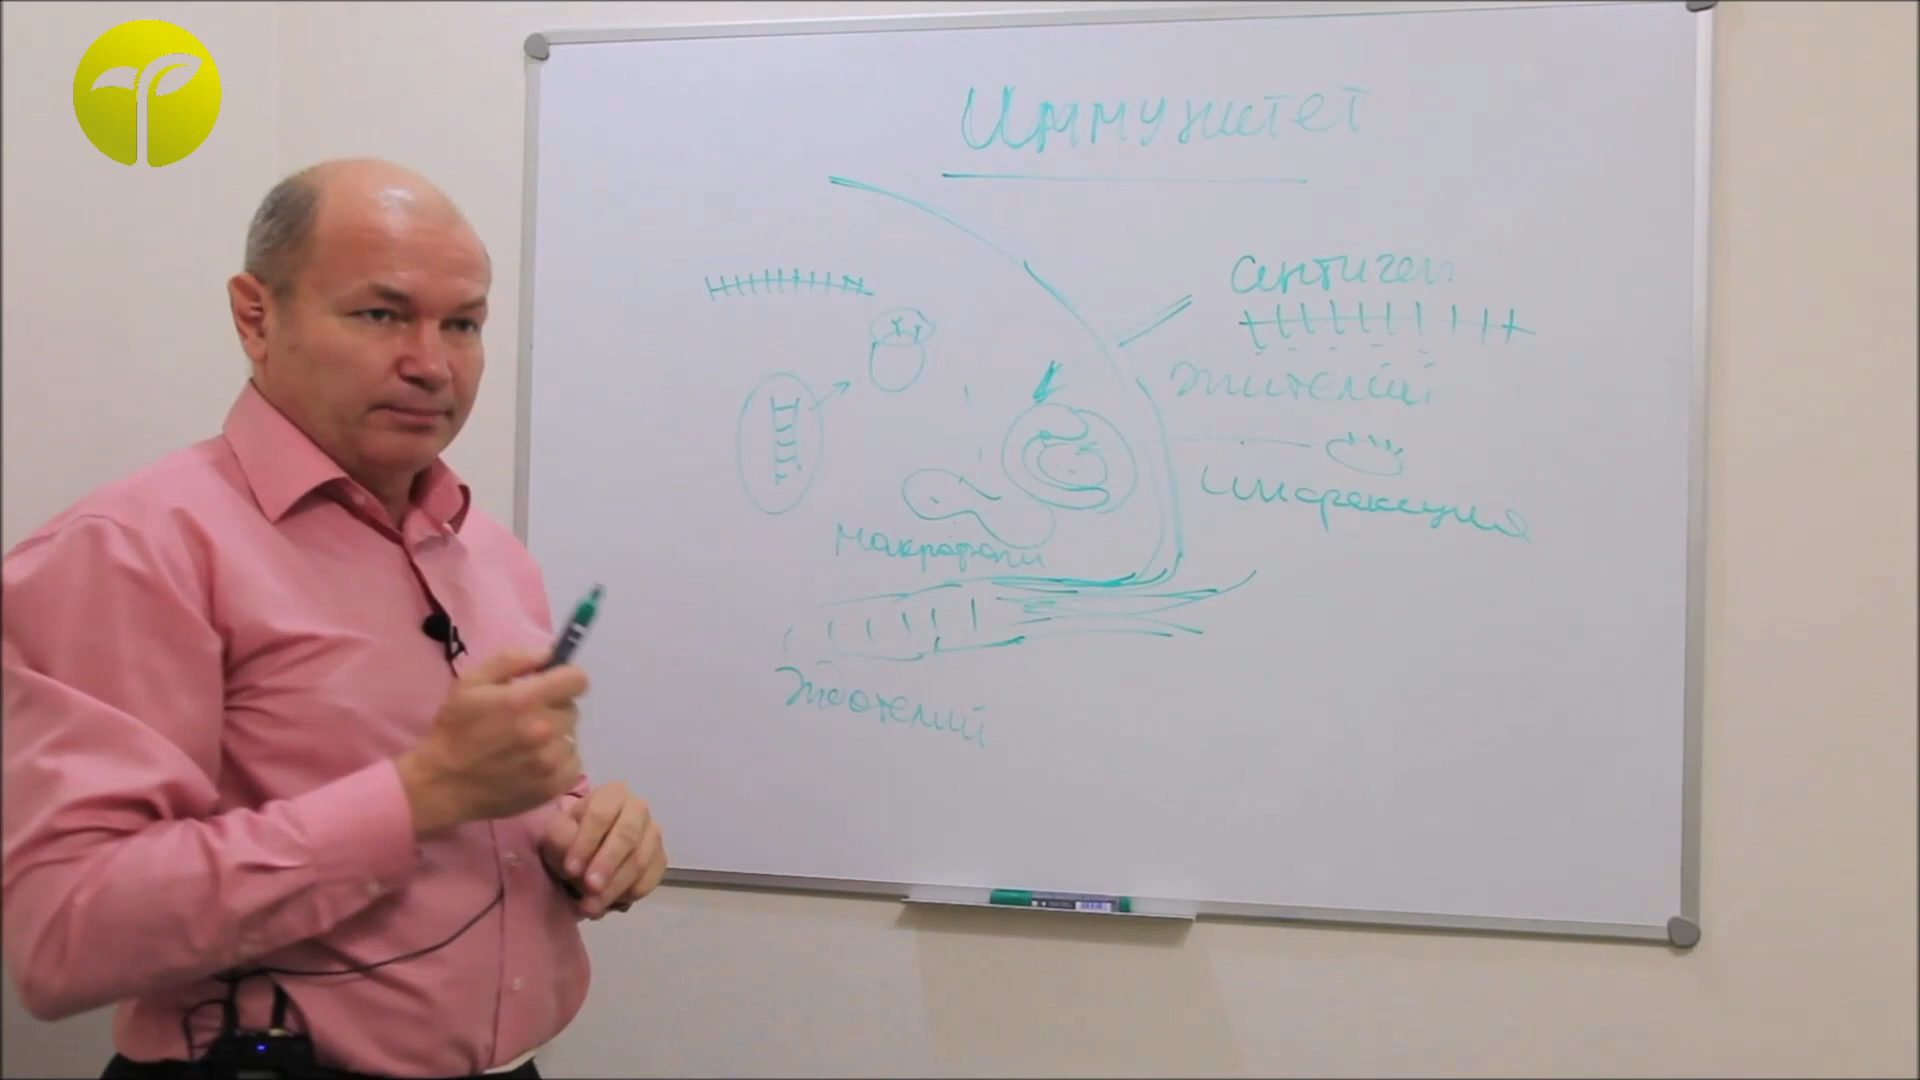 Иммунитет
антиген
эпителий
инфекция
макрофаги
эндотелий